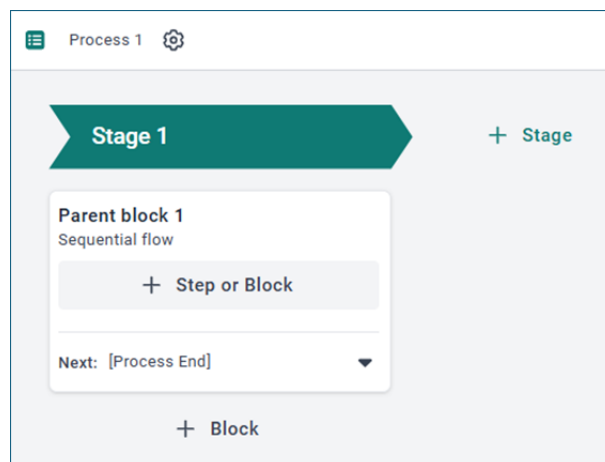 Process 1
Stage 1
+ Stage
Parent block 1
Sequential flow
+ Step or Block
Next: [Process End]
+ Block